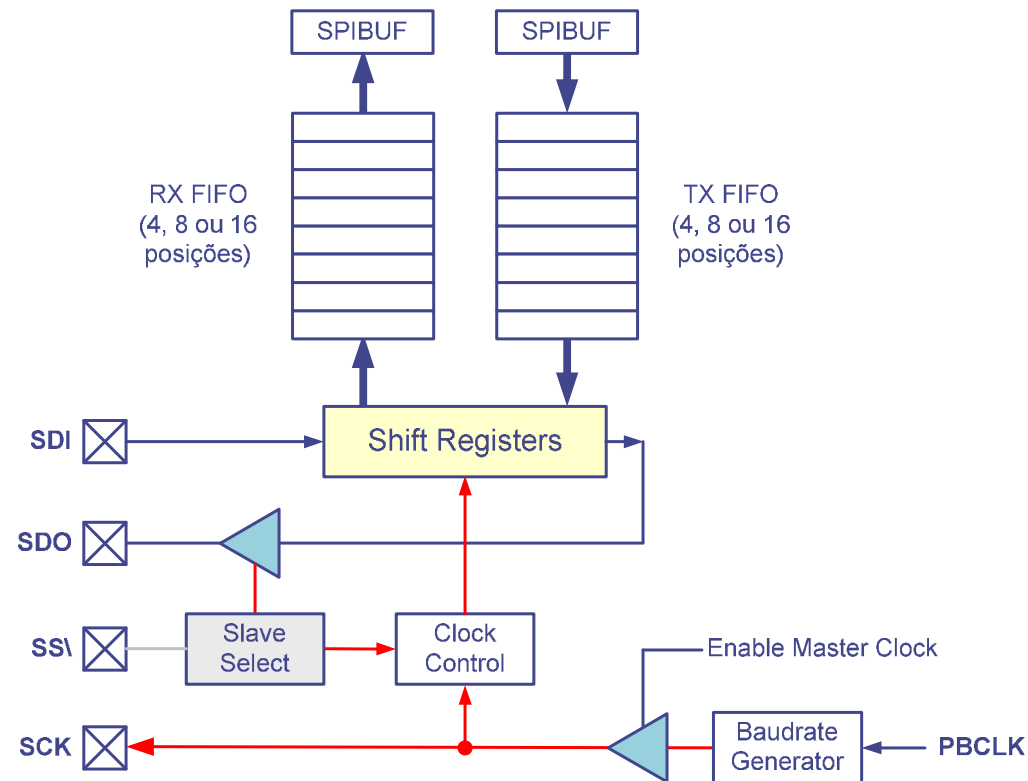 SPIBUF
SPIBUF
RX FIFO
(4, 8 ou 16
posições)
TX FIFO
(4, 8 ou 16
posições)
SDI
Shift Registers
SDO
SS\
Slave
Select
Clock
Control
Enable Master Clock
SCK
Baudrate
Generator
PBCLK